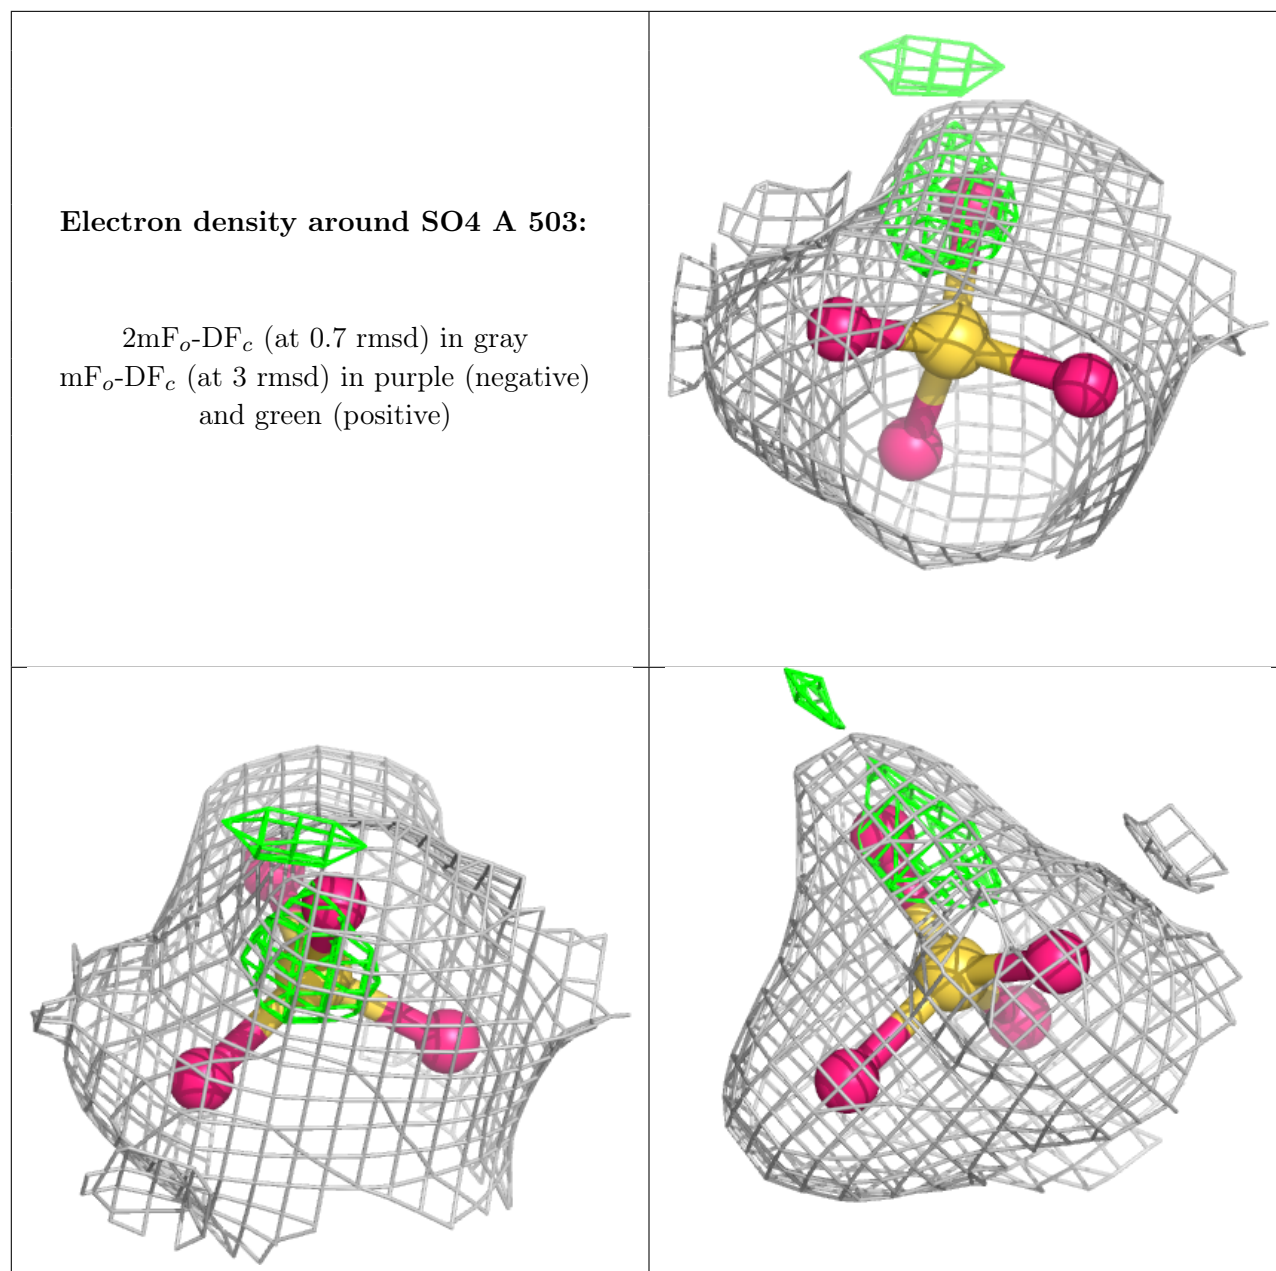 Electron density around SO4 A 503:
2mFo-DFc (at 0.7 rmsd) in gray
mFo-DFc (at 3 rmsd) in purple (negative)
and green (positive)